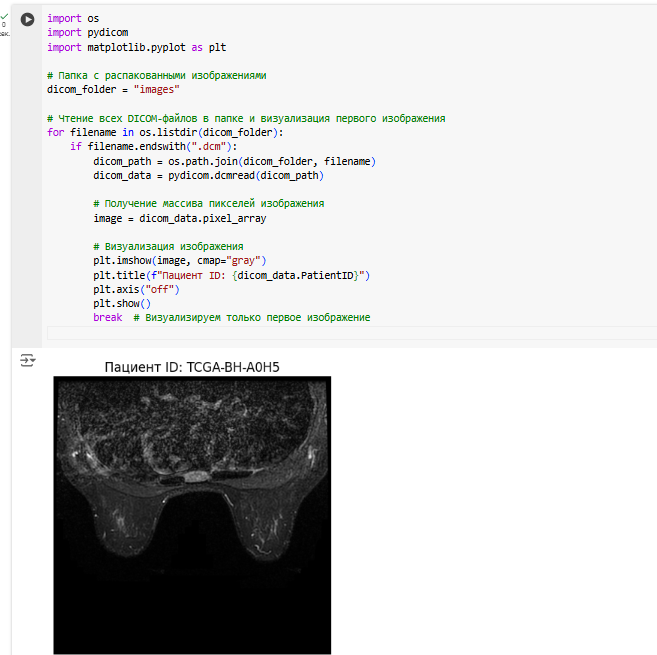 import os
import pydicom
import matplotlib.pyplot as plt
# Папка с распакованными изображениями
dicom_folder = "images"
# Чтение всех DICOM-файлов в папке и визуализация первого изображения
for filename in os.listdir(dicom_folder):
    if filename.endswith(".dcm"):
        dicom_path = os.path.join(dicom_folder, filename)
        dicom_data = pydicom.dcmread(dicom_path)
        # Получение массива пикселей изображения
        image = dicom_data.pixel_array
        # Визуализация изображения
        plt.imshow(image, cmap="gray")
        plt.title(f"Пациент ID: {dicom_data.PatientID}")
        plt.axis("off")
        plt.show()
        break  # Визуализируем только первое изображение
0
Пациент ID: TCGA-BH-A0H5